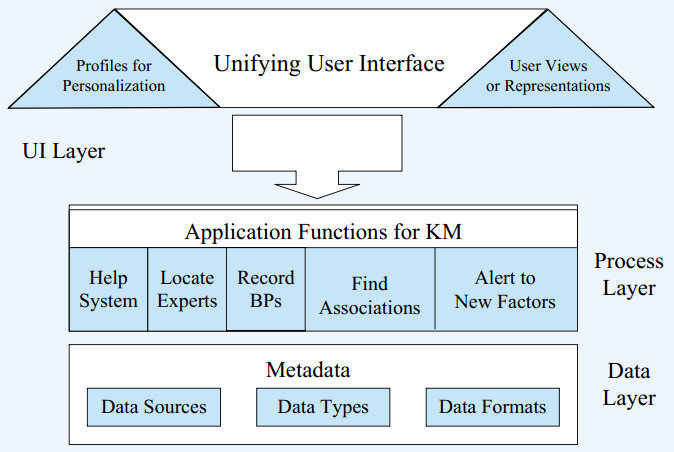 Profiles for
Personalization
Unifying User Interface
User Views
or Representations
UI Layer
Application Functions for KM
Help
System
Locate
Experts
Record
BPs
Find
Associations
Alert to
New Factors
Process
Layer
Metadata
Data Sources
Data Types
Data Formats
Data
Layer